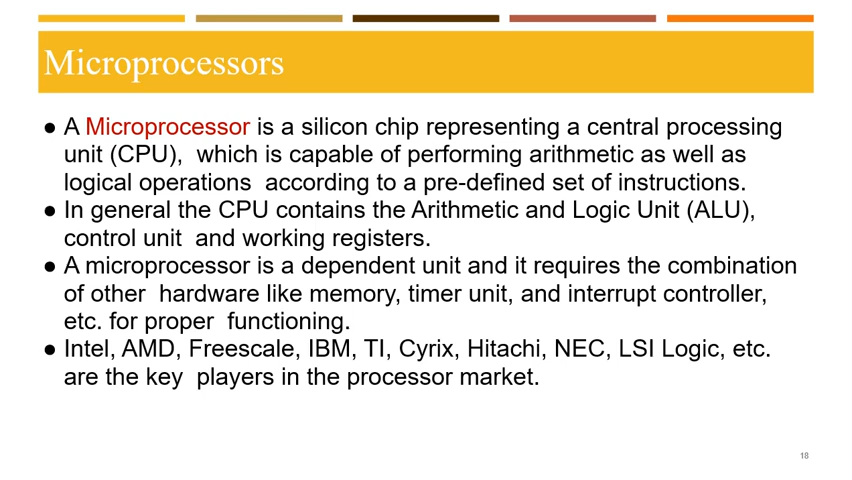 Microprocessors
● A Microprocessor is a silicon chip representing a central processing
unit (CPU),  which is capable of performing arithmetic as well as
logical operations  according to a pre-defined set of instructions.
● In general the CPU contains the Arithmetic and Logic Unit (ALU),
control unit  and working registers.
● A microprocessor is a dependent unit and it requires the combination
of other  hardware like memory, timer unit, and interrupt controller,
etc. for proper  functioning.
● Intel, AMD, Freescale, IBM, TI, Cyrix, Hitachi, NEC, LSI Logic, etc.
are the key  players in the processor market.
18